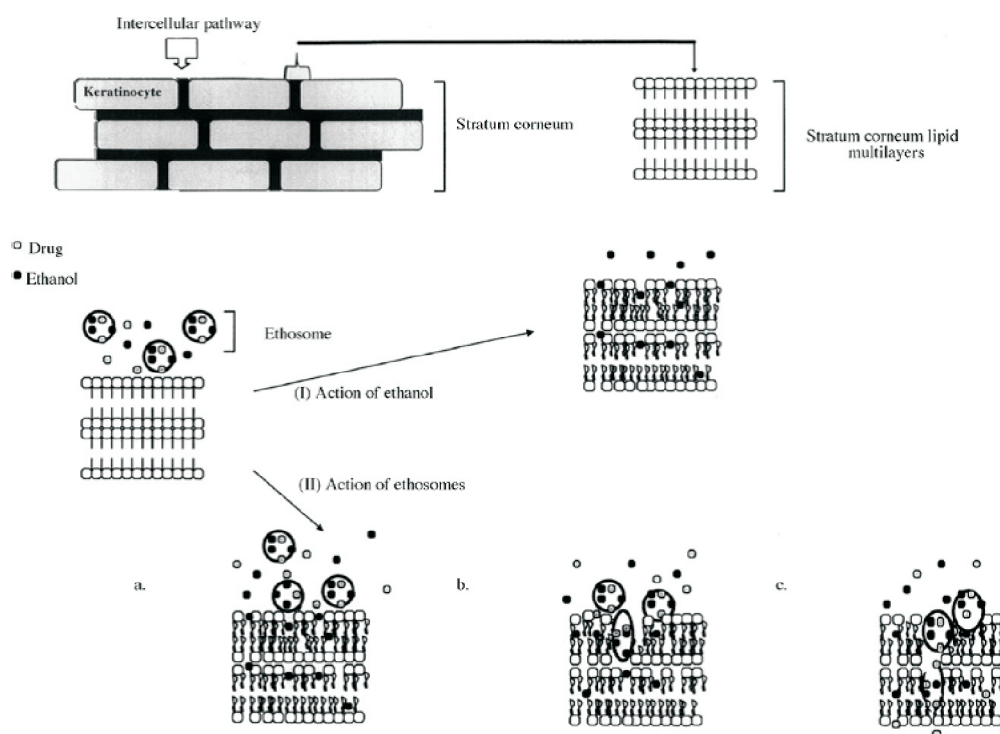 Intercellular pathway
Keratinocyte
Stratum corneum
Stratum corneum lipid
multilayers
Drug
Ethanol
Ethosome
(I) Action of ethanol
(II) Action of ethosomes
a.
b.
c.